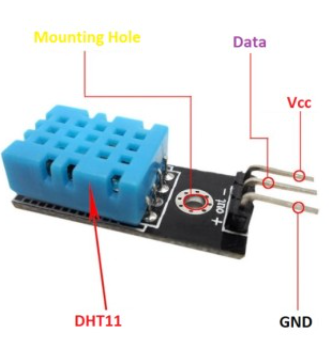 Mounting Hole
Data
Vcc
+ out -
DHT11
GND